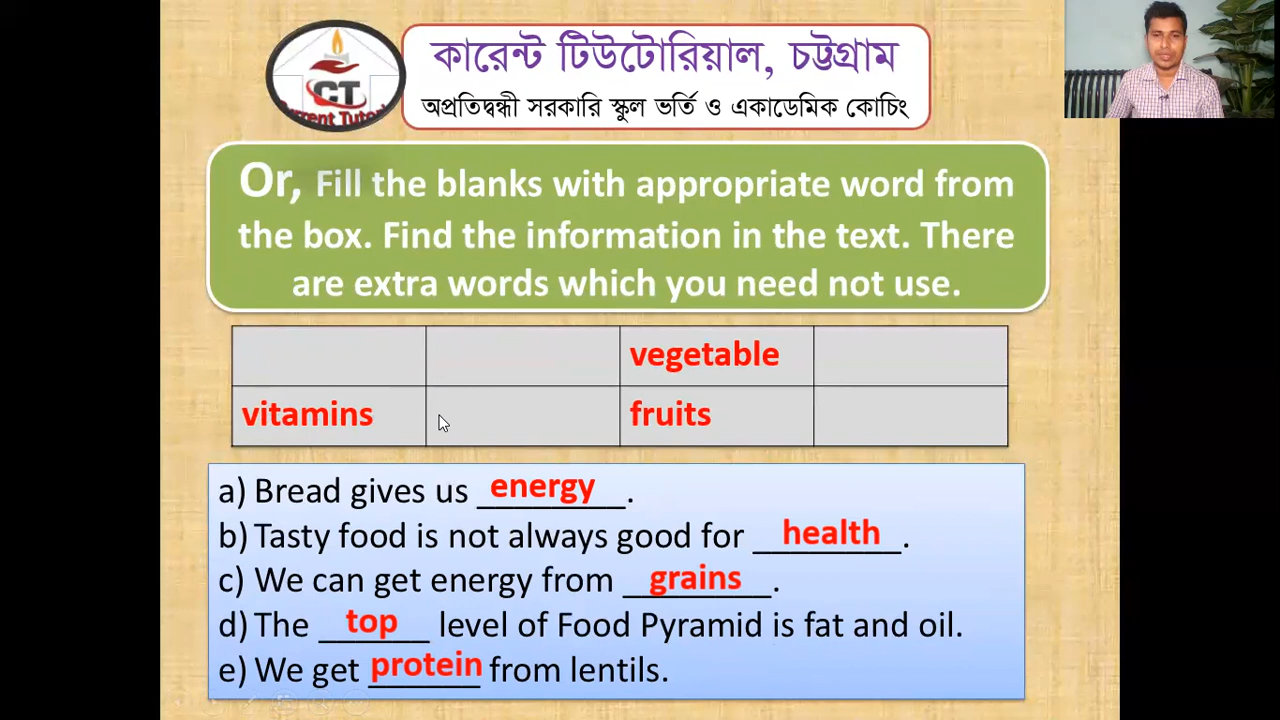 কারেন্ট টিউটোরিয়াল, চট্টগ্রাম
অপ্রতিদ্বন্দী সরকারি স্কুল ভর্তি ও একাডেমিক কোচিং
CT
Current Tutor
Or, Fill the blanks with appropriate word from
the box. Find the information in the text. There
are extra words which you need not use.
vegetable
vitamins fruits
a) Bread gives us energy.
b) Tasty food is not always good for health.
c) We can get energy from grains.
d) The top level of Food Pyramid is fat and oil.
e) We get protein from lentils.